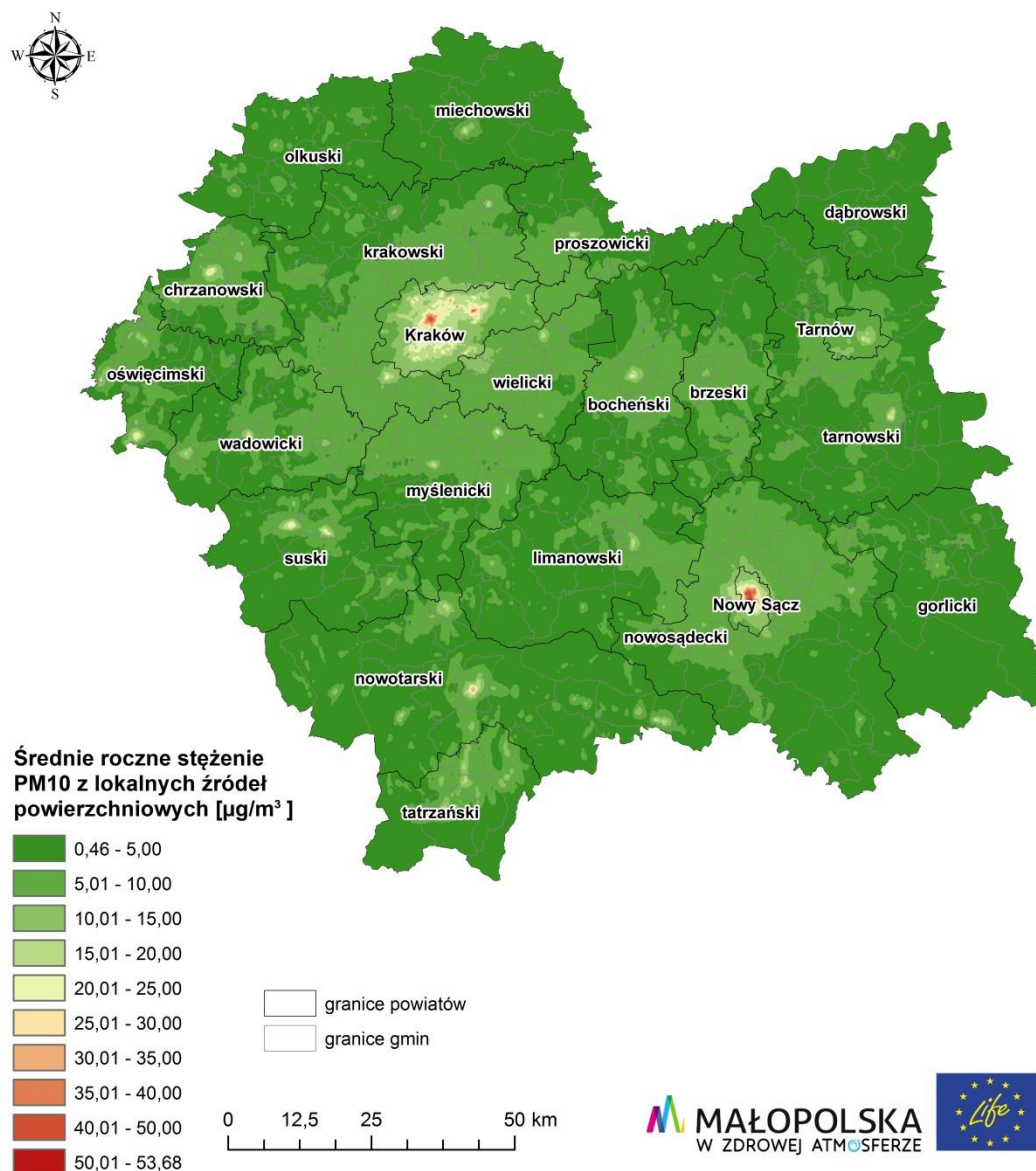 N
W E
S
miechowski
olkuski
dąbrowski
krakowski
proszowicki
chrzanowski
Kraków
Tarnów
oświęcimski
wielicki
bocheński
brzeski
wadowicki
tarnowski
myślenicki
suski
limanowski
Nowy Sącz
gorlicki
nowosądecki
nowotarski
tatrzański
Średnie roczne stężenie
PM10 z lokalnych źródeł
powierzchniowych [µg/m³ ]
0,46 - 5,00
5,01 - 10,00
10,01 - 15,00
15,01 - 20,00
20,01 - 25,00
25,01 - 30,00
30,01 - 35,00
35,01 - 40,00
40,01 - 50,00
50,01 - 53,68
granice powiatów
granice gmin
0 12,5 25 50 km
MAŁOPOLSKA
W ZDROWEJ ATMOSFERZE
Life